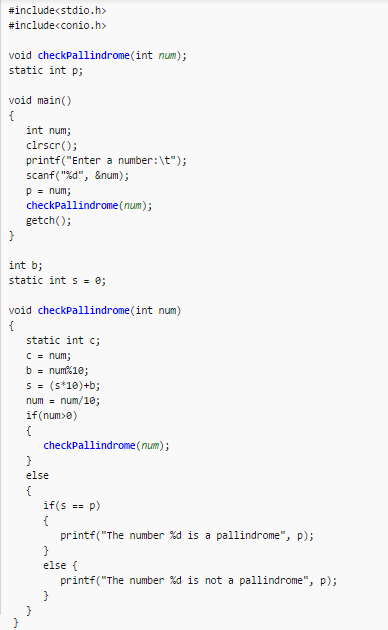 #include<stdio.h>
#include<conio.h>

void checkPallindrome(int num);
static int p;

void main()
{
   int num;
   clrscr();
   printf("Enter a number:\t");
   scanf("%d", &num);
   p = num;
   checkPallindrome(num);
   getch();
}

int b;
static int s = 0;

void checkPallindrome(int num)
{
   static int c;
   c = num;
   b = num%10;
   s = (s*10)+b;
   num = num/10;
   if(num>0)
   {
      checkPallindrome(num);
   }
   else
   {
      if(s == p)
      {
         printf("The number %d is a pallindrome", p);
      }
      else {
         printf("The number %d is not a pallindrome", p);
      }
   }
}